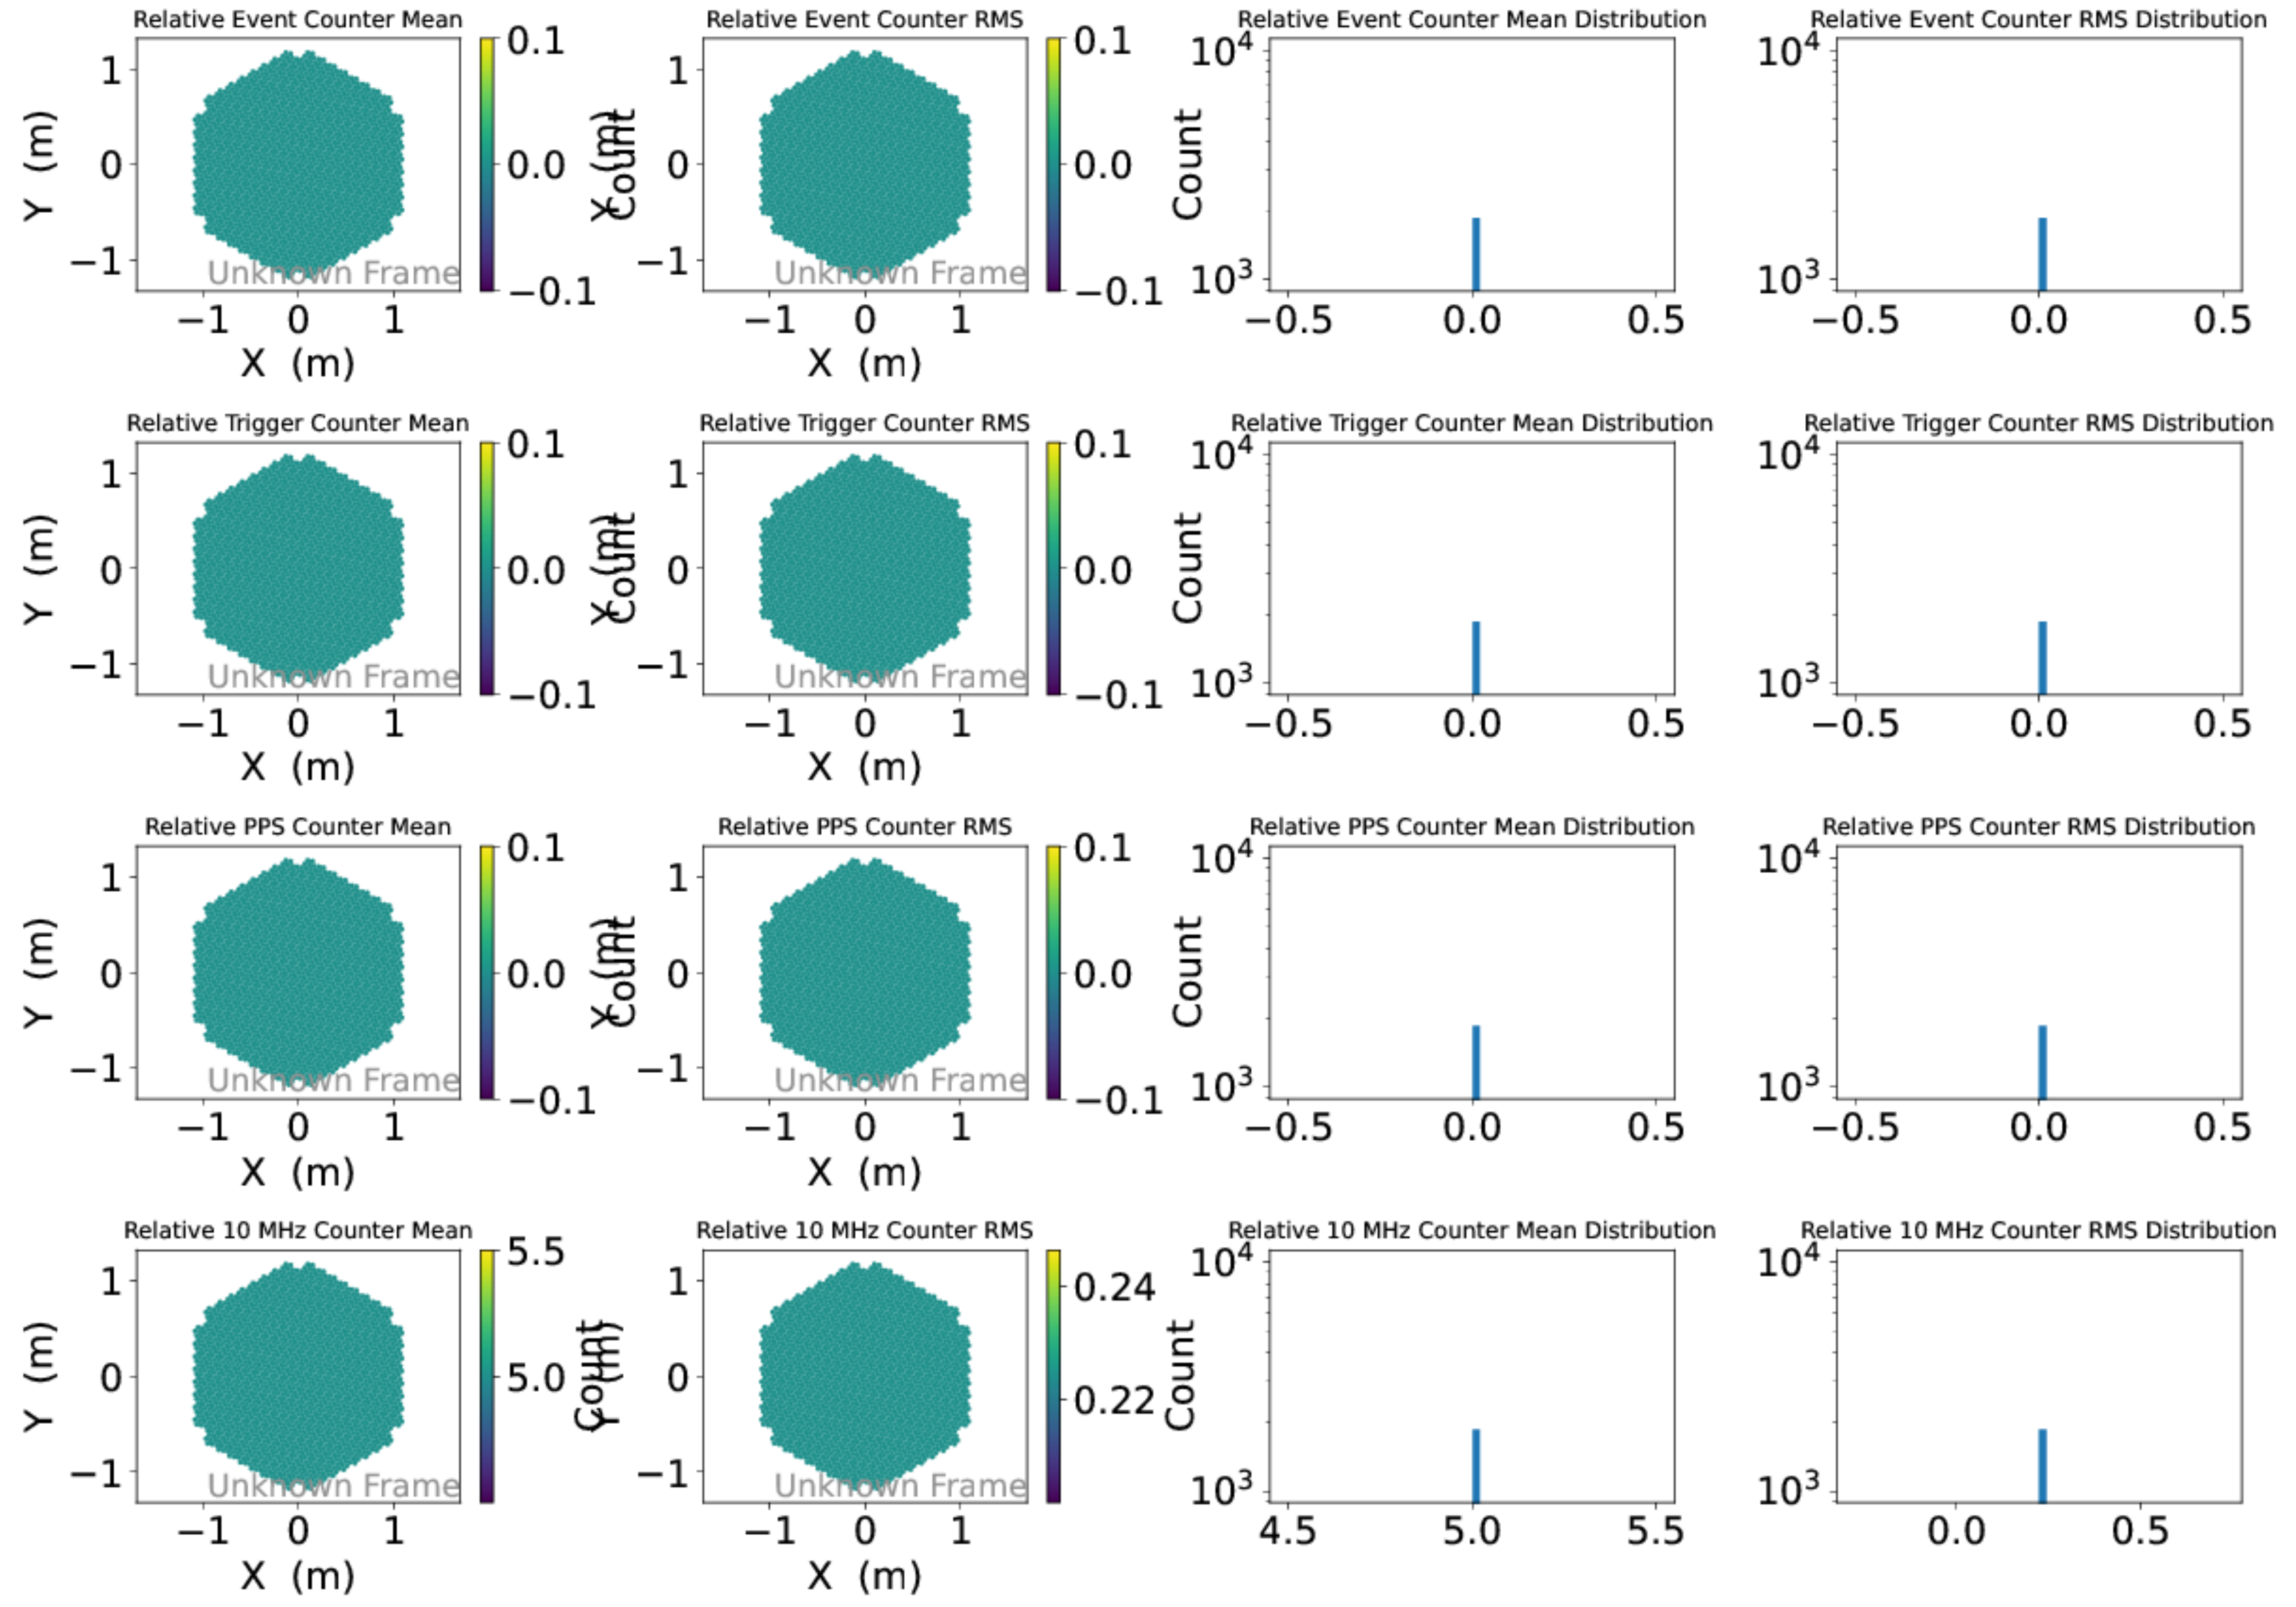 Relative Event Counter Mean
Relative Event Counter RMS
Relative Event Counter Mean Distribution
Relative Event Counter RMS Distribution
Y (m)
1
0
−1
Unknown Frame
−1 0 1
X (m)
0.1
0.0
−0.1
Count
Y (m)
1
0
−1
Unknown Frame
−1 0 1
X (m)
0.1
0.0
−0.1
Count
10⁴
10³
−0.5 0.0 0.5
10⁴
10³
−0.5 0.0 0.5
Relative Trigger Counter Mean
Relative Trigger Counter RMS
Relative Trigger Counter Mean Distribution
Relative Trigger Counter RMS Distribution
Y (m)
1
0
−1
Unknown Frame
−1 0 1
X (m)
0.1
0.0
−0.1
Count
Y (m)
1
0
−1
Unknown Frame
−1 0 1
X (m)
0.1
0.0
−0.1
Count
10⁴
10³
−0.5 0.0 0.5
10⁴
10³
−0.5 0.0 0.5
Relative PPS Counter Mean
Relative PPS Counter RMS
Relative PPS Counter Mean Distribution
Relative PPS Counter RMS Distribution
Y (m)
1
0
−1
Unknown Frame
−1 0 1
X (m)
0.1
0.0
−0.1
Count
Y (m)
1
0
−1
Unknown Frame
−1 0 1
X (m)
0.1
0.0
−0.1
Count
10⁴
10³
−0.5 0.0 0.5
10⁴
10³
−0.5 0.0 0.5
Relative 10 MHz Counter Mean
Relative 10 MHz Counter RMS
Relative 10 MHz Counter Mean Distribution
Relative 10 MHz Counter RMS Distribution
Y (m)
1
0
−1
Unknown Frame
−1 0 1
X (m)
5.5
5.0
Count
Y (m)
1
0
−1
Unknown Frame
−1 0 1
X (m)
0.24
0.22
Count
10⁴
10³
4.5 5.0 5.5
10⁴
10³
0.0 0.5